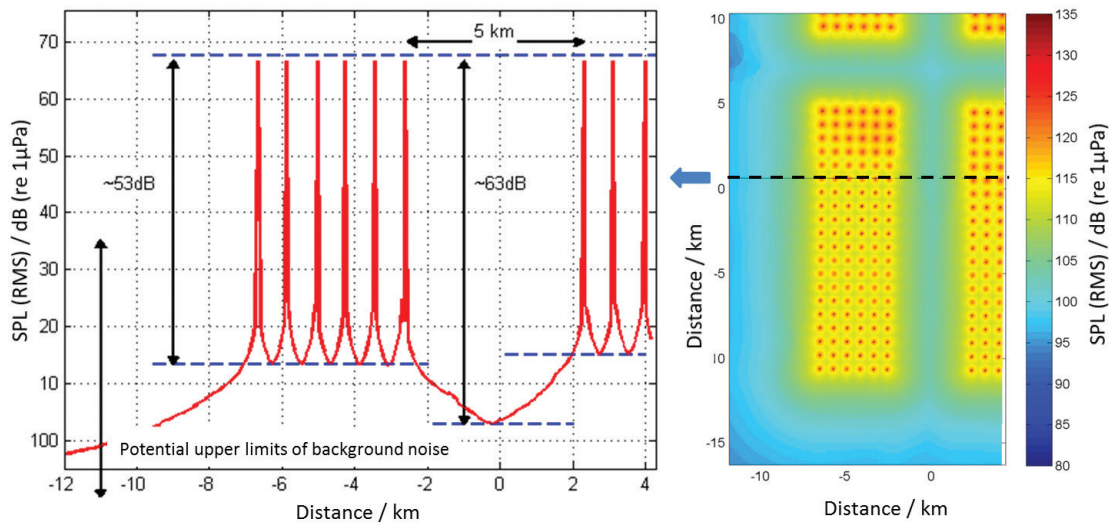 SPL (RMS) / dB (re 1µPa)
70
60
50
40
30
20
10
100
5 km
~53dB
~63dB
Potential upper limits of background noise
-12 -10 -8 -6 -4 -2 0 2 4
Distance / km
Distance / km
10
5
0
-5
10
-15
-10 -5 0
Distance / km
135
130
125
120
115
110
105
100
95
90
85
80
SPL (RMS) / dB (re 1µPa)